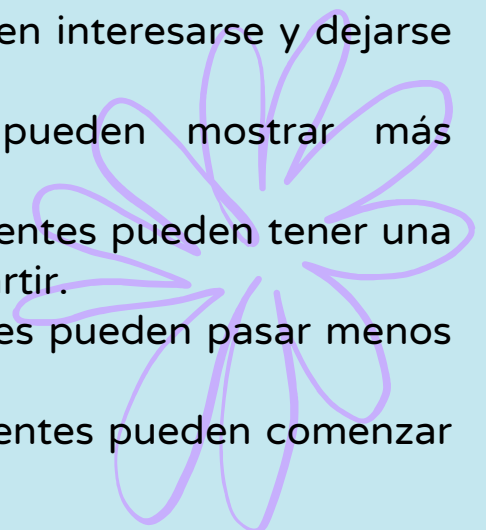 en interesarse y dejarse
pueden mostrar más
entes pueden tener una
rtir.
es pueden pasar menos
entes pueden comenzar